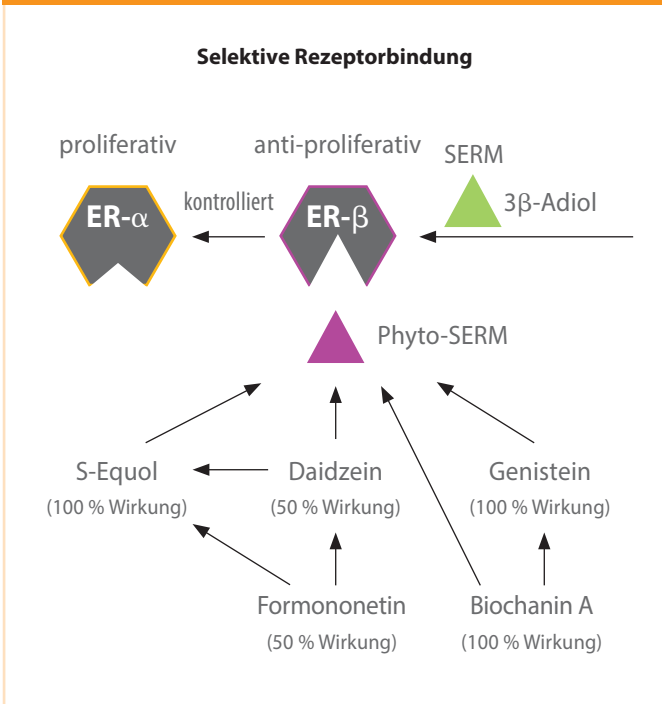 Selektive Rezeptorbindung
proliferativ
anti-proliferativ
SERM
ER-α
kontrolliert
ER-β
3β-Adiol
Phyto-SERM
S-Equol
(100 % Wirkung)
Daidzein
(50 % Wirkung)
Genistein
(100 % Wirkung)
Formononetin
(50 % Wirkung)
Biochanin A
(100 % Wirkung)